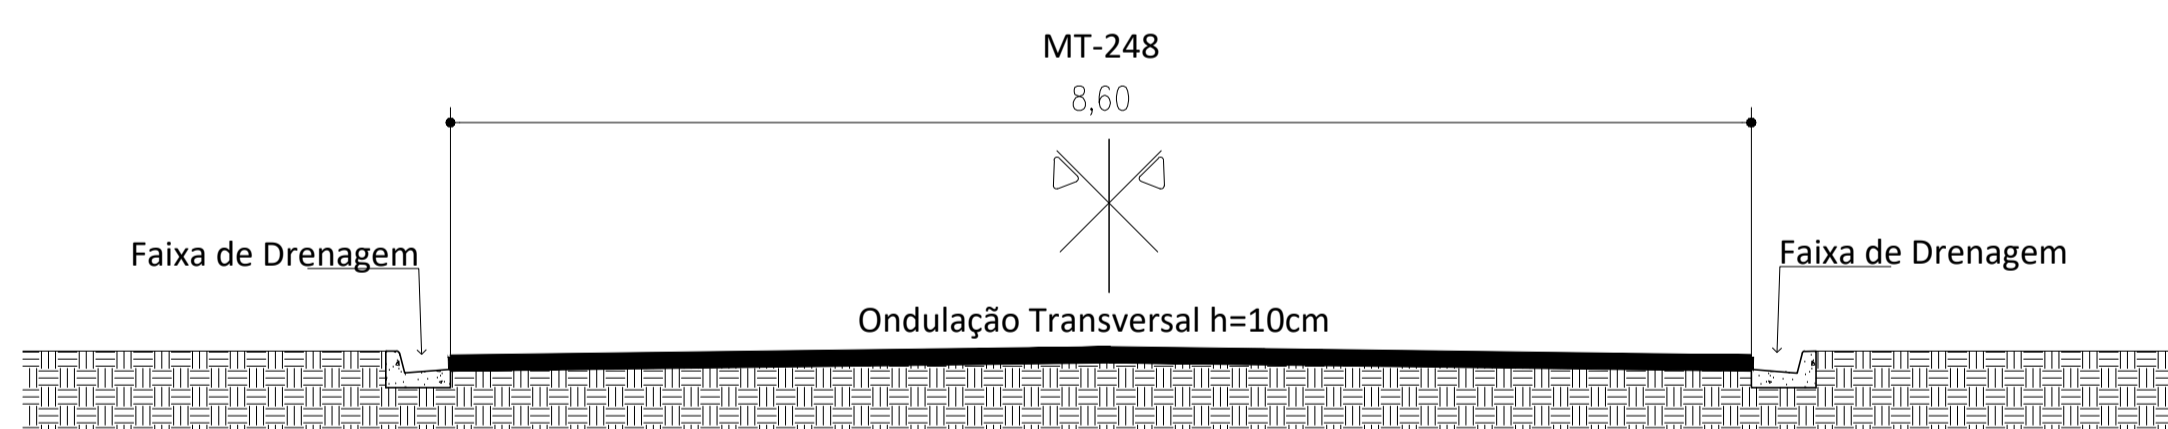 MT-248
8,60
Faixa de Drenagem
Faixa de Drenagem
Ondulação Transversal h=10cm